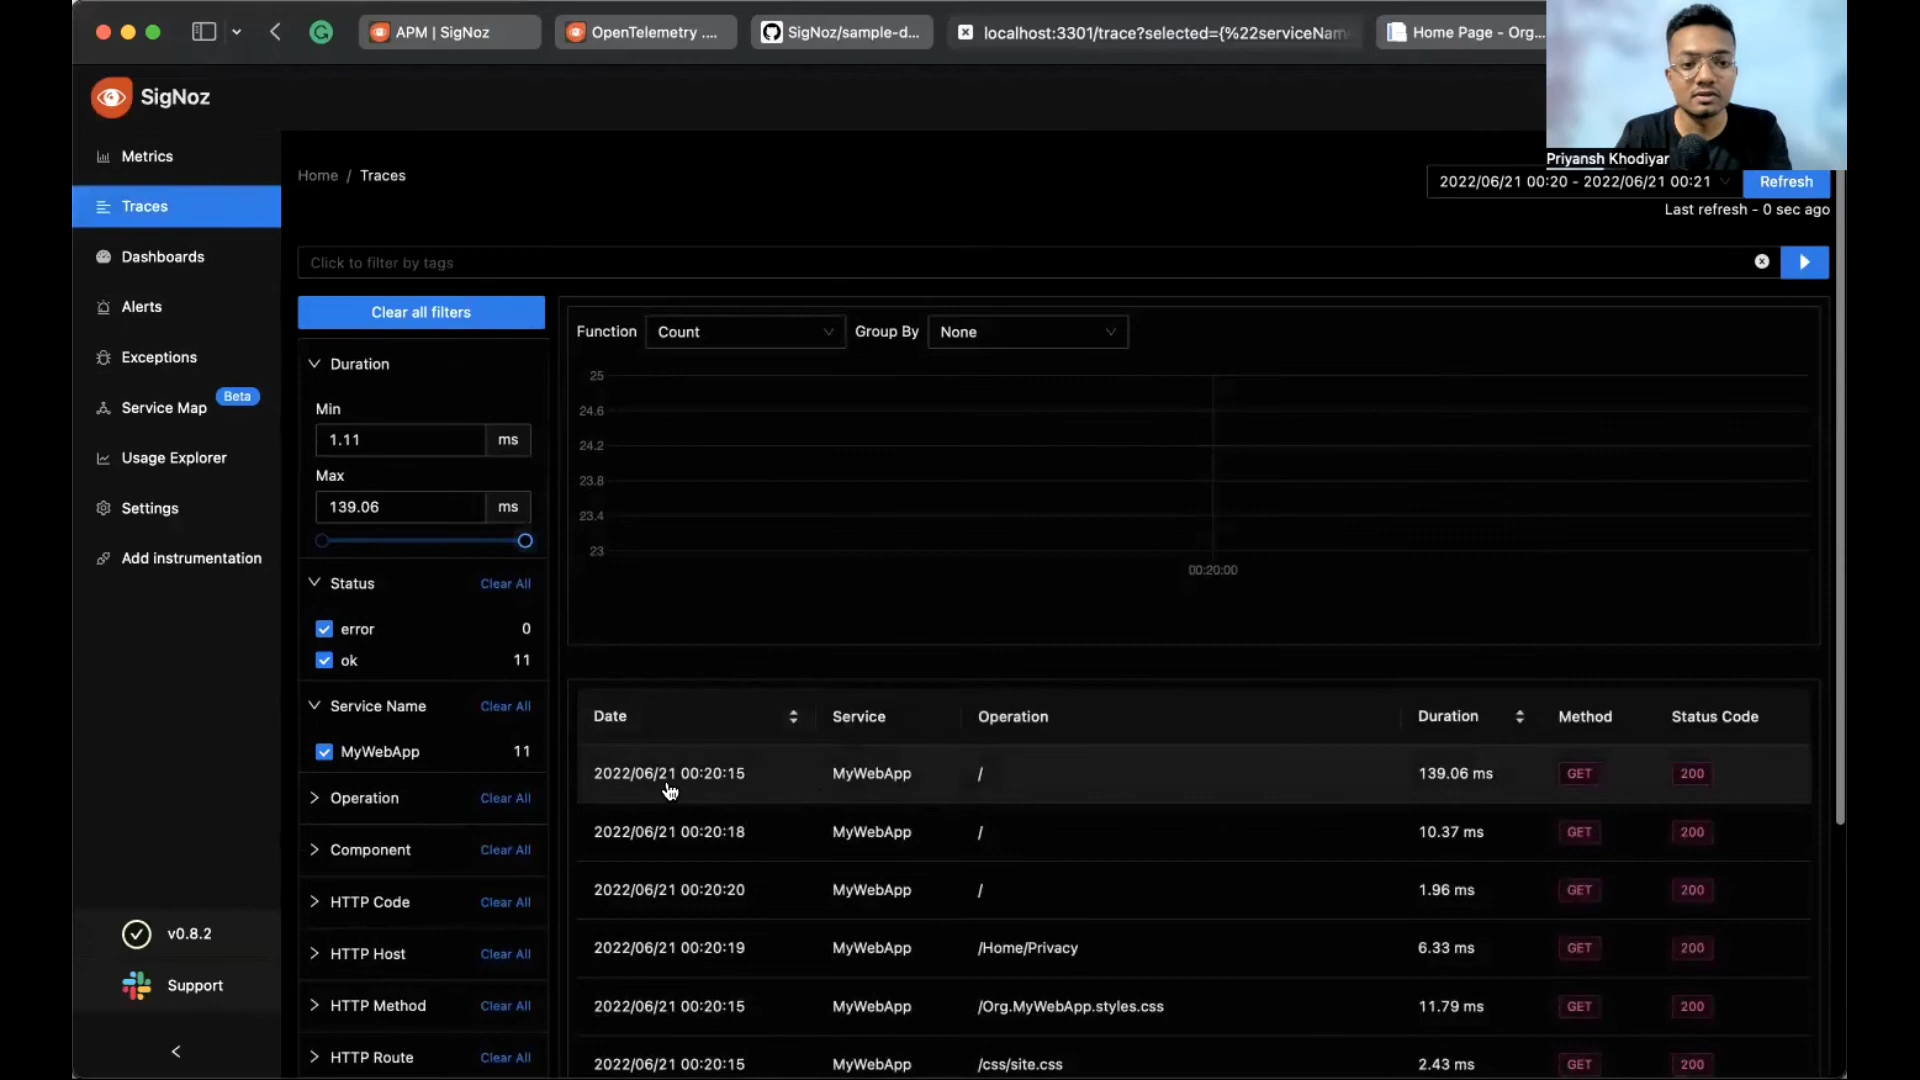 APM | SigNoz
OpenTelemetry ....
SigNoz/sample-d...
localhost:3301/trace?selected={%22serviceNam
Home Page - Org...
SigNoz
Priyansh Khodiyar
Metrics
Traces
Dashboards
Alerts
Exceptions
Service Map
Beta
Usage Explorer
Settings
Add instrumentation
v0.8.2
Support
Home / Traces
2022/06/21 00:20 - 2022/06/21 00:21
Refresh
Last refresh - 0 sec ago
Click to filter by tags
Clear all filters
Duration
Min
1.11 ms
Max
139.06 ms
Status Clear All
error 0
ok 11
Service Name Clear All
MyWebApp 11
Operation Clear All
Component Clear All
HTTP Code Clear All
HTTP Host Clear All
HTTP Method Clear All
HTTP Route Clear All
Function Count Group By None
25
24.6
24.2
23.8
23.4
23
00:20:00
Date Service Operation Duration Method Status Code
2022/06/21 00:20:15 MyWebApp / 139.06 ms GET 200
2022/06/21 00:20:18 MyWebApp / 10.37 ms GET 200
2022/06/21 00:20:20 MyWebApp / 1.96 ms GET 200
2022/06/21 00:20:19 MyWebApp /Home/Privacy 6.33 ms GET 200
2022/06/21 00:20:15 MyWebApp /Org.MyWebApp.styles.css 11.79 ms GET 200
2022/06/21 00:20:15 MyWebApp /css/site.css 2.43 ms GET 200